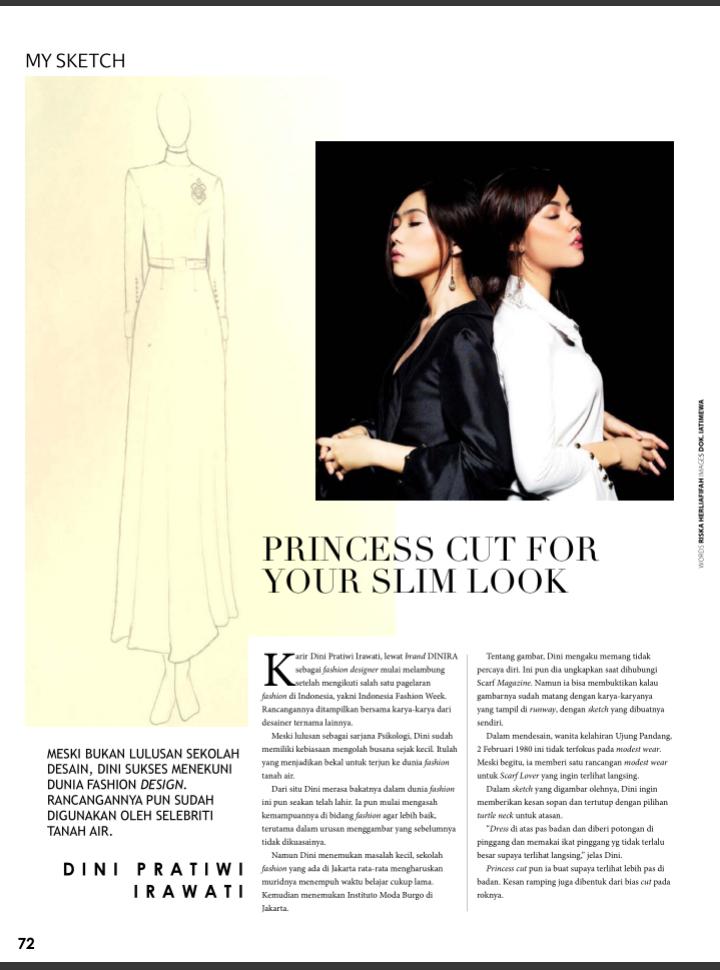 MY SKETCH
WORDS RISKA HERLIAFIFAH IMAGES DOK. IATIMEWA
PRINCESS CUT FOR
YOUR SLIM LOOK
MESKI BUKAN LULUSAN SEKOLAH
DESAIN, DINI SUKSES MENEKUNI
DUNIA FASHION DESIGN.
RANCANGANNYA PUN SUDAH
DIGUNAKAN OLEH SELEBRITI
TANAH AIR.
DINI PRATIWI
IRAWATI
Karir Dini Pratiwi Irawati, lewat brand DINIRA
sebagai fashion designer mulai melambung
setelah mengikuti salah satu pagelaran
fashion di Indonesia, yakni Indonesia Fashion Week.
Rancangannya ditampilkan bersama karya-karya dari
desainer ternama lainnya.
Meski lulusan sebagai sarjana Psikologi, Dini sudah
memiliki kebiasaan mengolah busana sejak kecil. Itulah
yang menjadikan bekal untuk terjun ke dunia fashion
tanah air.
Dari situ Dini merasa bakatnya dalam dunia fashion
ini pun seakan telah lahir. Ia pun mulai mengasah
kemampuannya di bidang fashion agar lebih baik,
terutama dalam urusan menggambar yang sebelumnya
tidak dikuasainya.
Namun Dini menemukan masalah kecil, sekolah
fashion yang ada di Jakarta rata-rata mengharuskan
muridnya menempuh waktu belajar cukup lama.
Kemudian menemukan Instituto Moda Burgo di
Jakarta.
Tentang gambar, Dini mengaku memang tidak
percaya diri. Ini pun dia ungkapkan saat dihubungi
Scarf Magazine. Namun ia bisa membuktikan kalau
gambarnya sudah matang dengan karya-karyanya
yang tampil di runway, dengan sketch yang dibuatnya
sendiri.
Dalam mendesain, wanita kelahiran Ujung Pandang,
2 Februari 1980 ini tidak terfokus pada modest wear.
Meski begitu, ia memberi satu rancangan modest wear
untuk Scarf Lover yang ingin terlihat langsing.
Dalam sketch yang digambar olehnya, Dini ingin
memberikan kesan sopan dan tertutup dengan pilihan
turtle neck untuk atasan.
"Dress di atas pas badan dan diberi potongan di
pinggang dan memakai ikat pinggang yg tidak terlalu
besar supaya terlihat langsing," jelas Dini.
Princess cut pun ia buat supaya terlihat lebih pas di
badan. Kesan ramping juga dibentuk dari bias cut pada
roknya.
72